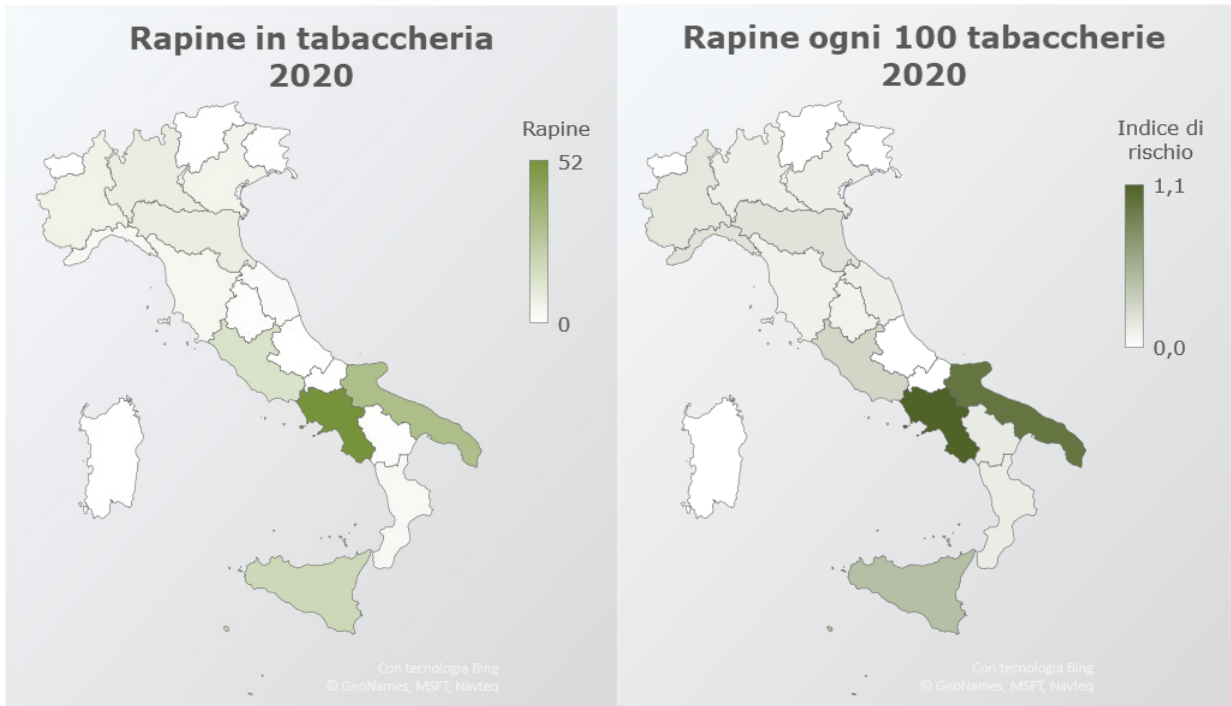 Rapine in tabaccheria
2020
Rapine
52
0
Con tecnologia Bing
© GeoNames, MSFT, Navteq
Rapine ogni 100 tabaccherie
2020
Indice di
rischio
1,1
0,0
Con tecnologia Bing
© GeoNames, MSFT, Navteq